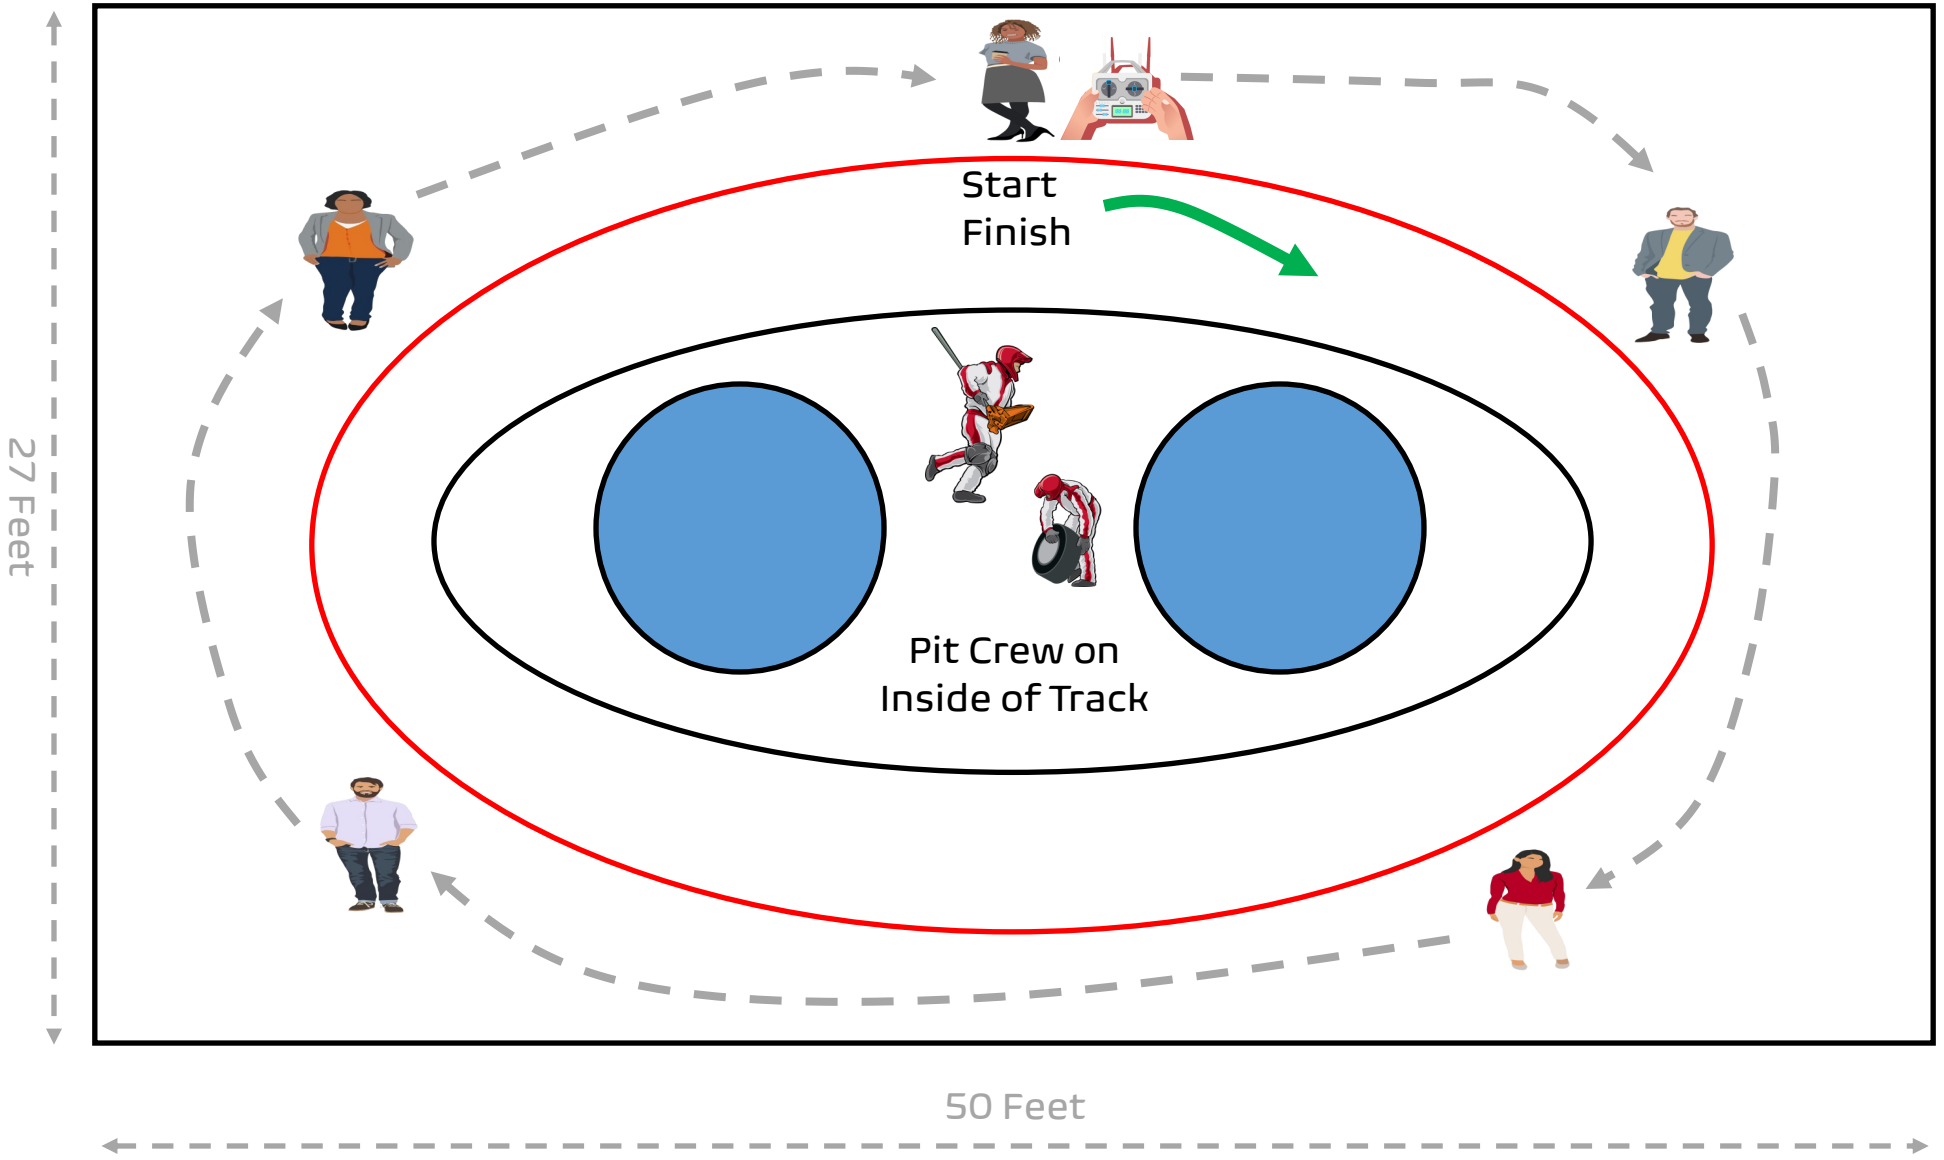 Start
Finish
27 Feet
Pit Crew on
Inside of Track
50 Feet